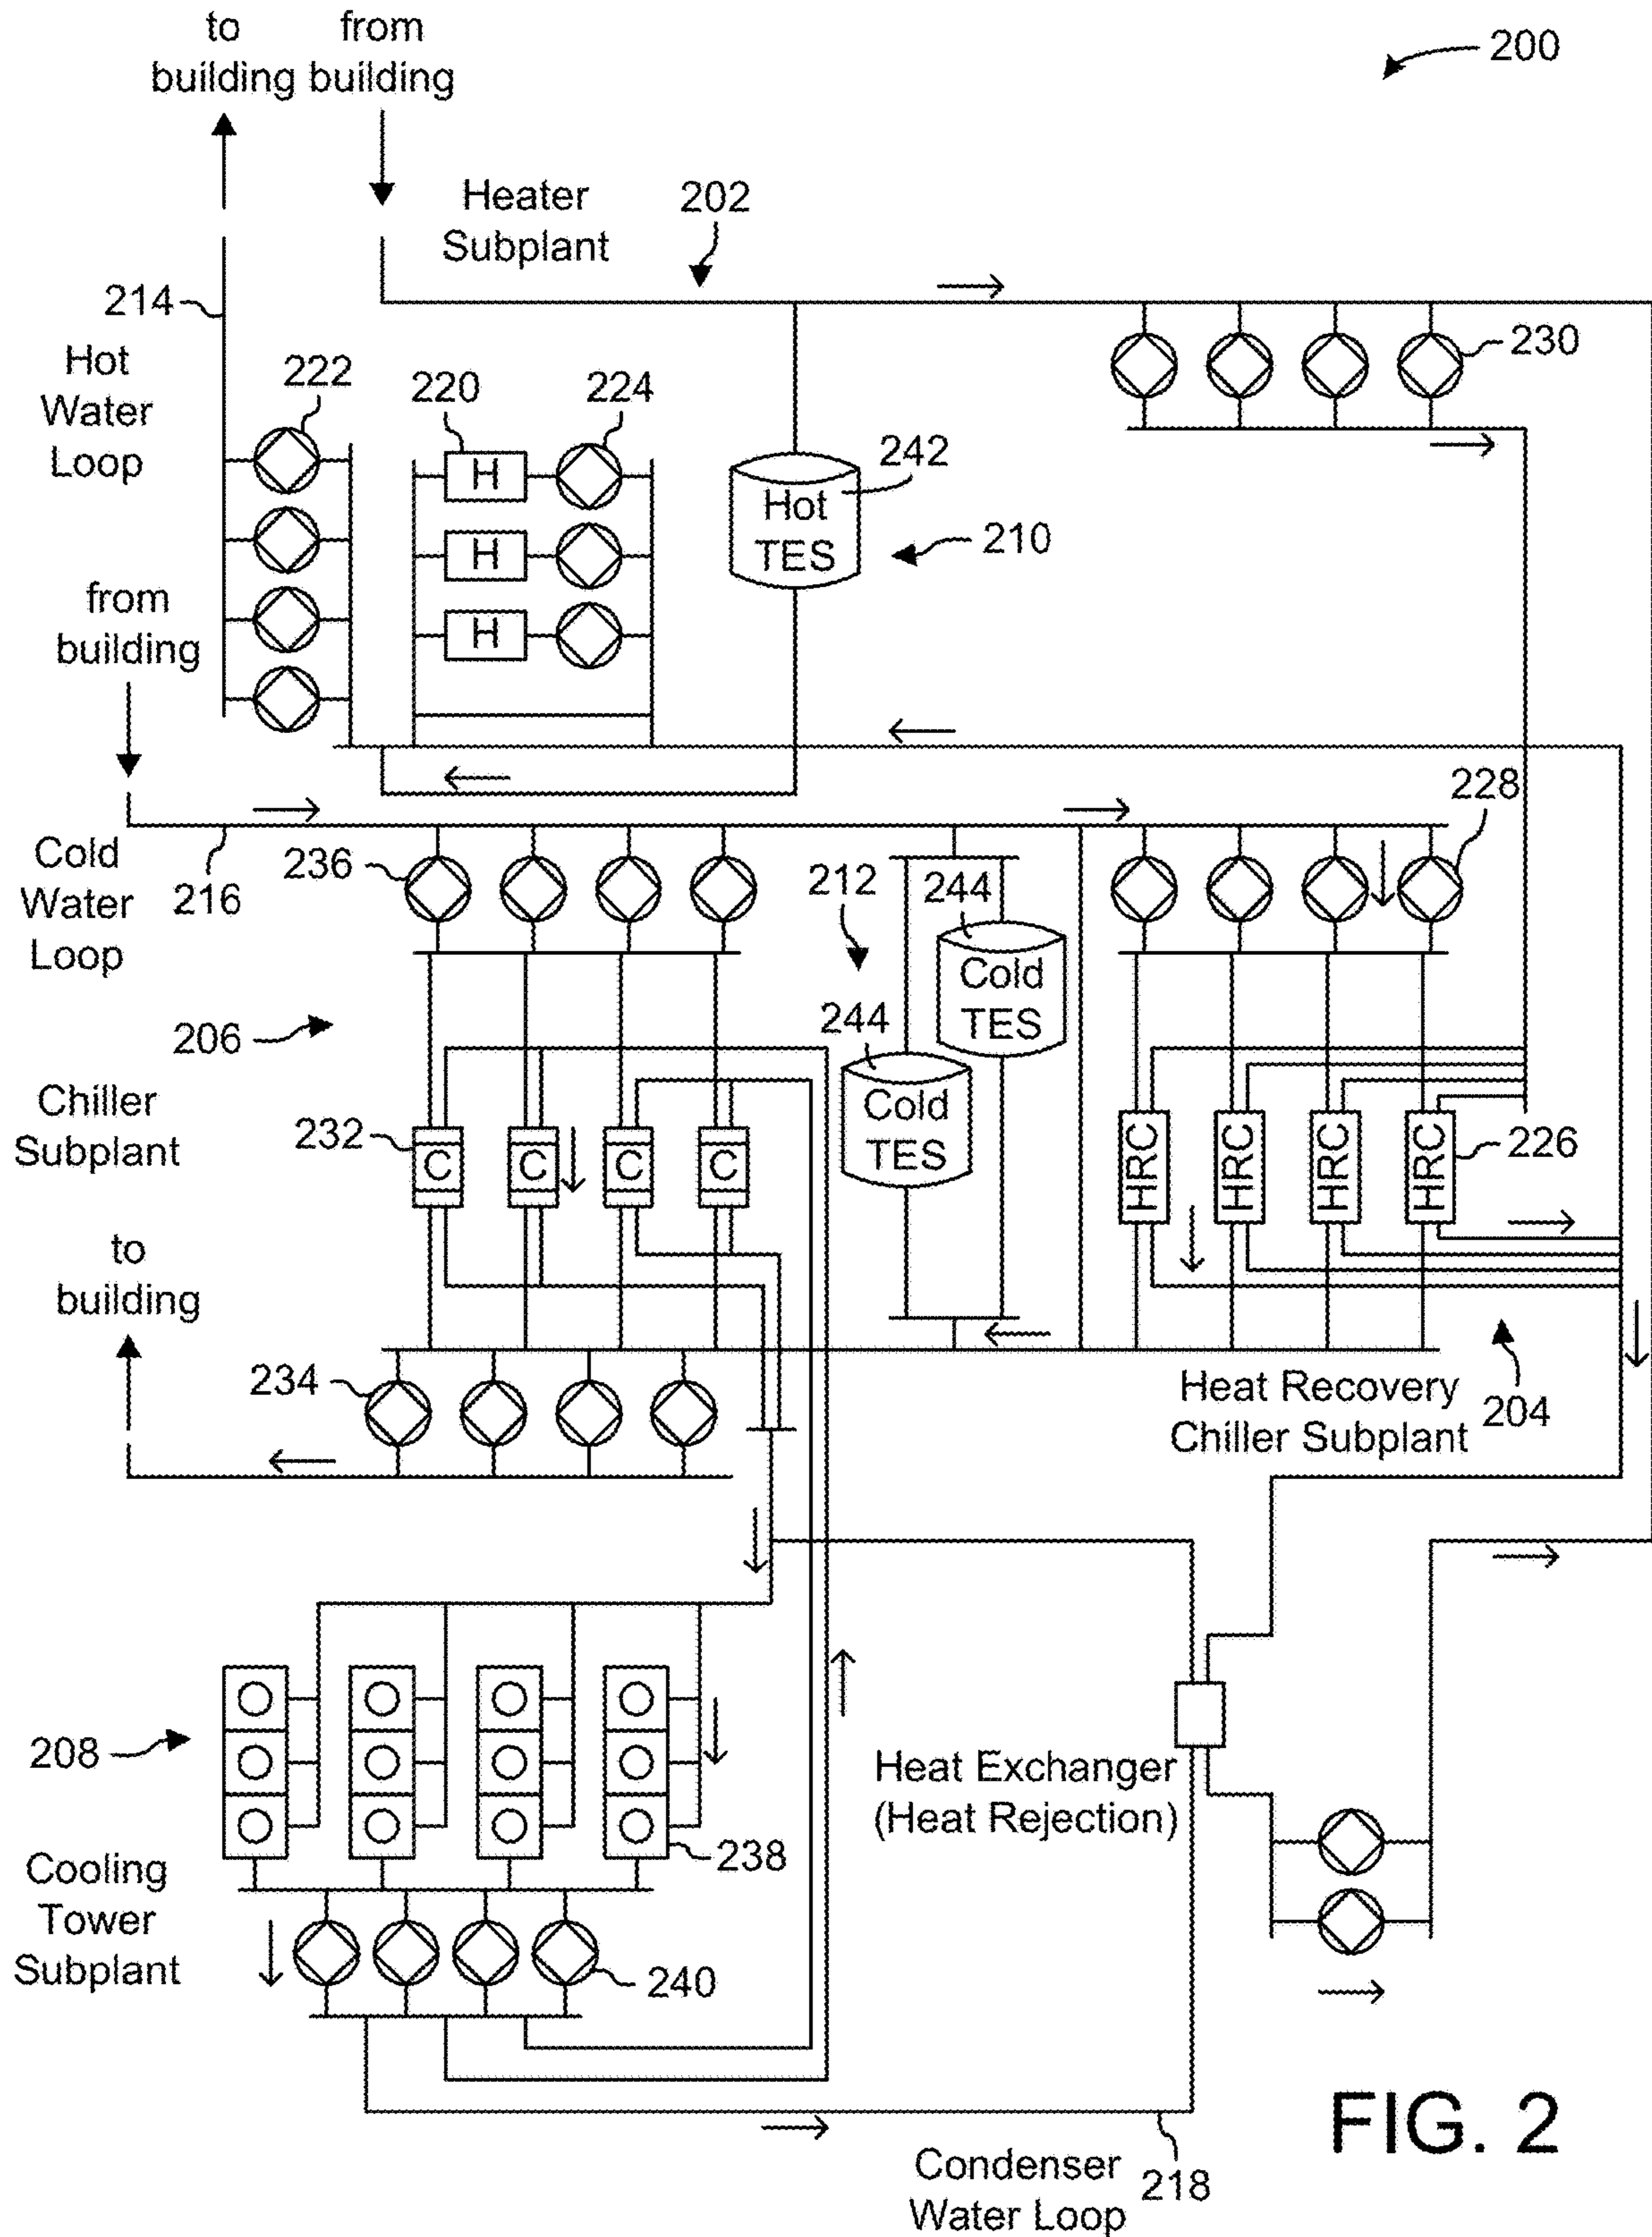 to
building
from
building
200
Heater
Subplant
202
214
Hot
Water
Loop
222
220
224
230
H
H
H
Hot
TES
242
210
from
building
228
Cold
Water
Loop
216
236
212
244
Cold
TES
244
Cold
TES
206
Chiller
Subplant
232
C
C
C
C
HRC
HRC
HRC
HRC
226
to
building
234
Heat Recovery
Chiller Subplant
204
208
Heat Exchanger
(Heat Rejection)
238
Cooling
Tower
Subplant
240
FIG. 2
Condenser
Water Loop
218